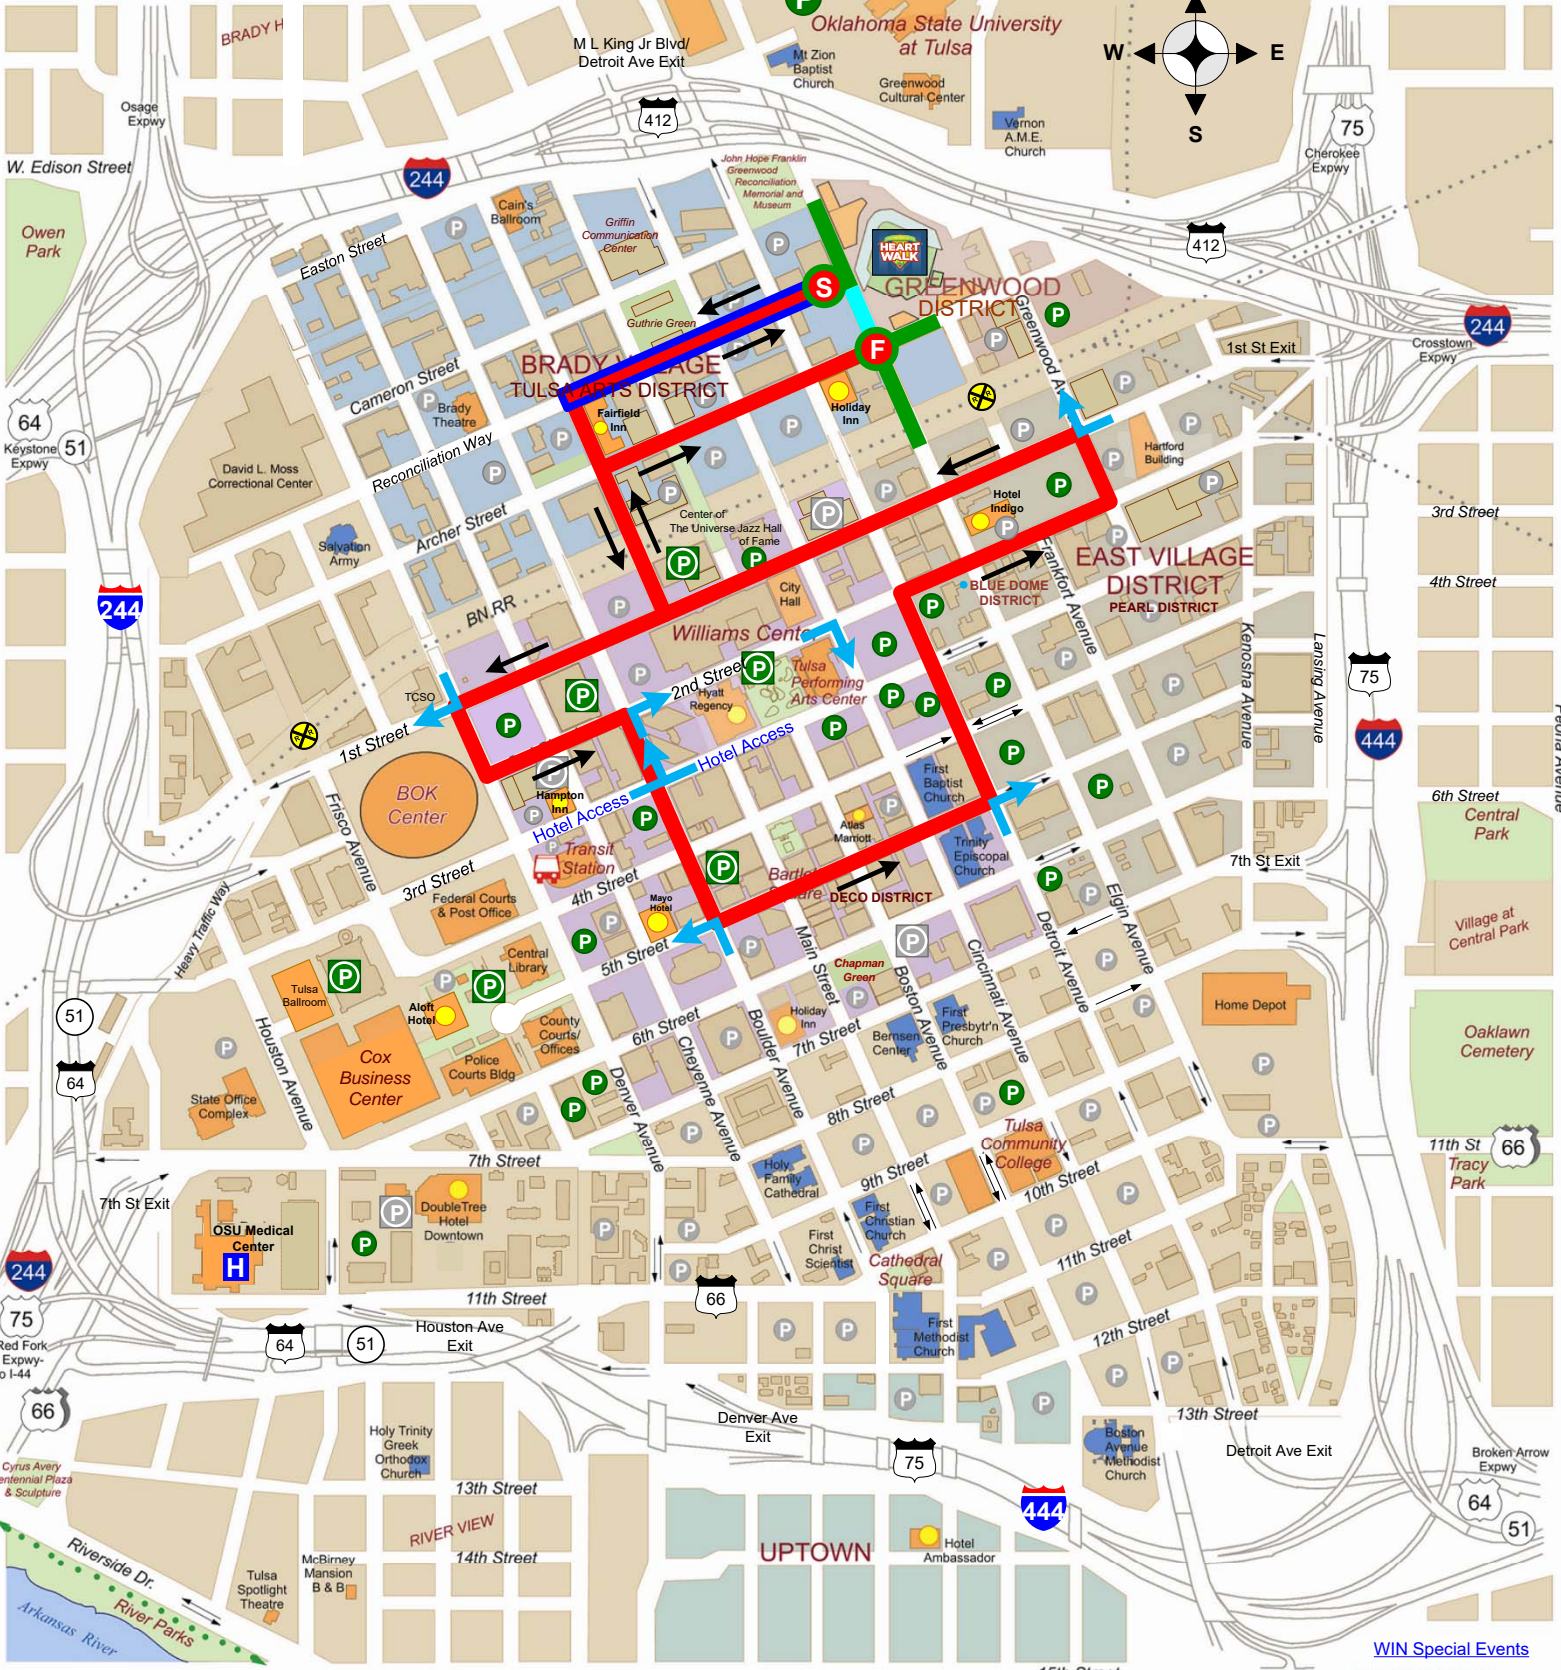 BRADY H
M L King Jr Blvd/
Detroit Ave Exit
P
Oklahoma State University
at Tulsa
Mt Zion
Baptist
Church
Greenwood
Cultural Center
Vernon
A.M.E.
Church
W
E
S
Osage
Expwy
412
75
Cherokee
Expwy
W. Edison Street
244
John Hope Franklin
Greenwood
Reconciliation
Memorial and
Museum
Cain's
Ballroom
Griffin
Communication
Center
Owen
Park
Easton Street
HEART
WALK
412
S
GREENWOOD
DISTRICT
Greenwood A
244
Crosstown
Expwy
1st St Exit
Guthrie Green
F
BRADY V LAGE
TULSA ARTS DISTRICT
Cameron Street
Brady
Theatre
Fairfield
Inn
Holiday
Inn
64
Keystone
Expwy
51
Reconciliation Way
David L. Moss
Correctional Center
Hartford
Building
Hotel
Indigo
Archer Street
Center of
The Universe
Jazz Hall
of Fame
3rd Street
Salvation
Army
Frankfort Avenue
EAST VILLAGE
DISTRICT
PEARL DISTRICT
4th Street
BLUE DOME
DISTRICT
City
Hall
244
BN RR
Williams Cente
Kenosha Avenue
Lansing Avenue
75
2nd Street
Tulsa
Performing
Arts Center
Hyatt
Regency
TCSO
1st Street
Hotel Access
444
Peoria Avenue
BOK
Center
Hampton
Inn
Hotel Access
First
Baptist
Church
6th Street
Central
Park
Frisco Avenue
Atlas
Marriott
Trinity
Episcopal
Church
Transit
Station
7th St Exit
3rd Street
4th Street
Federal Courts
& Post Office
Mayo
Hotel
DECO DISTRICT
Elgin Avenue
Detroit Avenue
Village at
Central Park
Heavy Traffic Way
5th Street
Main Street
Central
Library
Chapman
Green
Boston Avenue
Cincinnati Avenue
Tulsa
Ballroom
Aloft
Hotel
Home Depot
51
Houston Avenue
County
Courts/
Offices
6th Street
Boulder Avenue
Holiday
Inn
7th Street
First
Presbytr'n
Church
Bernsen
Center
Oaklawn
Cemetery
Cox
Business
Center
Police
Courts Bldg
Cheyenne Avenue
64
Denver Avenue
8th Street
State Office
Complex
Tulsa
Community
College
11th St
66
Tracy
Park
7th Street
9th Street
10th Street
Holy
Family
Cathedral
7th St Exit
DoubleTree
Hotel
Downtown
First
Christian
Church
OSU Medical
Center
H
First
Christ
Scientist
11th Street
Cathedral
Square
244
11th Street
66
75
Red Fork
Expwy-
o I-44
64
51
Houston Ave
Exit
First
Methodist
Church
12th Street
66
Denver Ave
Exit
13th Street
Detroit Ave Exit
Holy Trinity
Greek
Orthodox
Church
75
Boston
Avenue
Methodist
Church
Broken Arrow
Expwy
Cyrus Avery
entennial Plaza
& Sculpture
13th Street
444
64
51
RIVER VIEW
UPTOWN
Hotel
Ambassador
14th Street
Riverside Dr.
McBirney
Mansion
B & B
Tulsa
Spotlight
Theatre
River Parks
Arkansas River
WIN Special Events